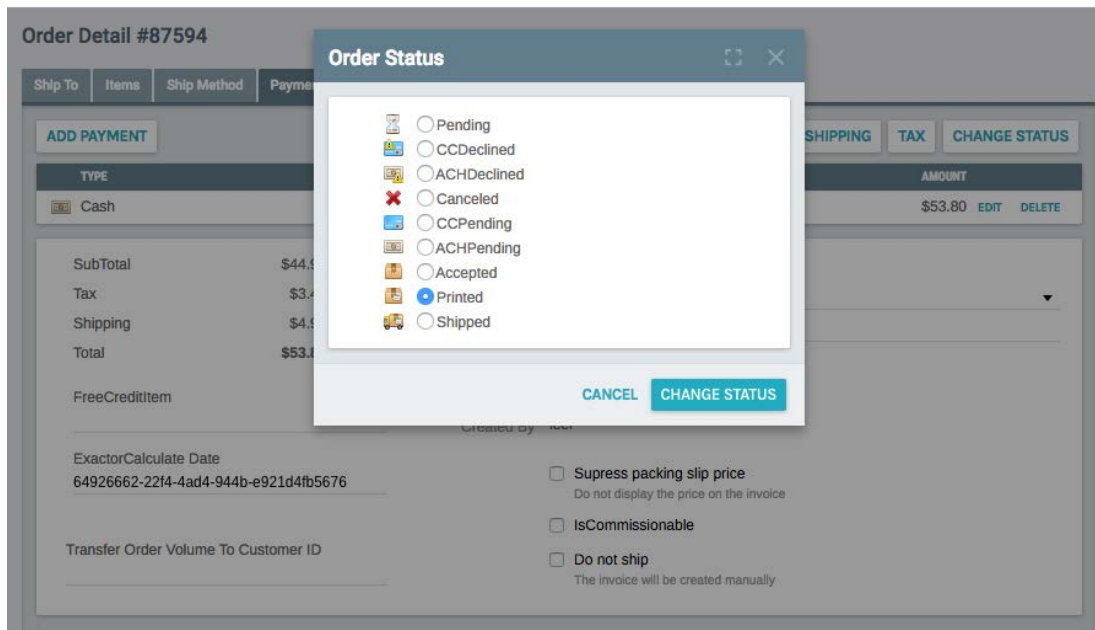 Order Detail #87594
Order Status
Ship To
Items
Ship Method
Pending
CCDeclined
ACHDeclined
Canceled
CCPending
ACHPending
Accepted
Printed
Shipped
CANCEL
CHANGE STATUS
ADD PAYMENT
SHIPPING
TAX
CHANGE STATUS
TYPE
AMOUNT
Cash
$53.80 EDIT DELETE
SubTotal
Tax
Shipping
Total
FreeCreditItem
Created By
ExactorCalculate Date
64926662-22f4-4ad4-944b-e921d4fb5676
Supress packing slip price
Do not display the price on the invoice
IsCommissionable
Transfer Order Volume To Customer ID
Do not ship
The invoice will be created manually